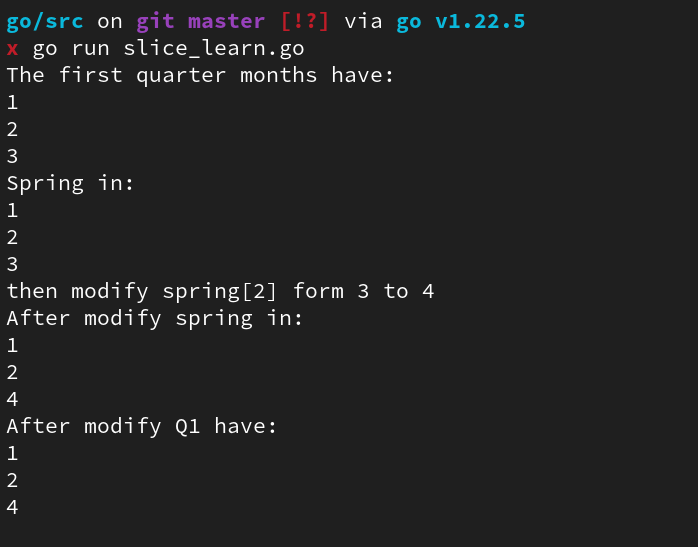 go/src on git master [!?] via go v1.22.5
x go run slice_learn.go
The first quarter months have:
1
2
3
Spring in:
1
2
3
then modify spring[2] form 3 to 4
After modify spring in:
1
2
4
After modify Q1 have:
1
2
4